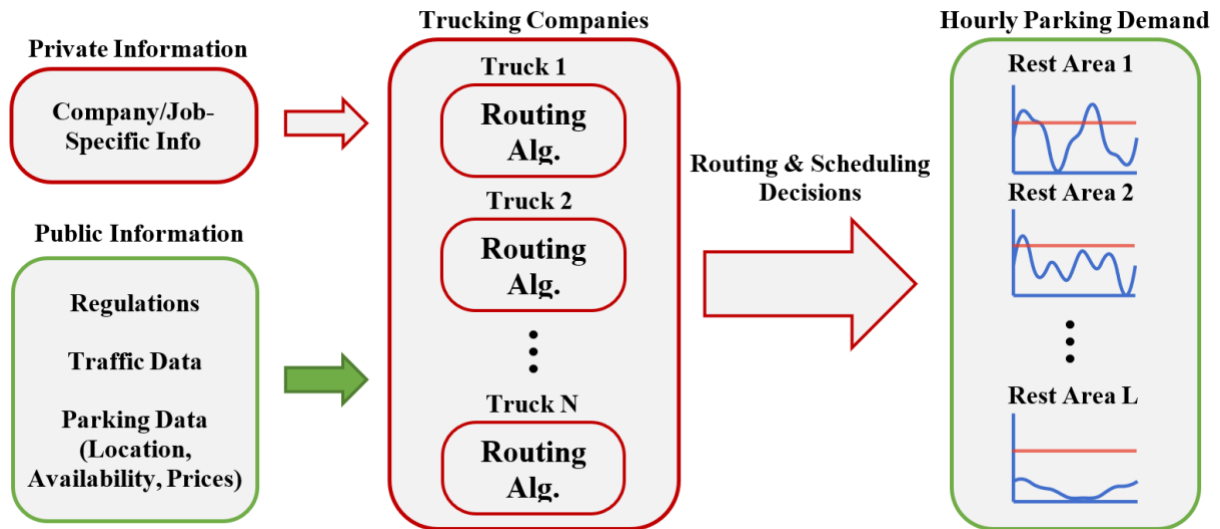 Private Information
Company/Job-
Specific Info
Public Information
Regulations
Traffic Data
Parking Data
(Location,
Availability, Prices)
Trucking Companies
Truck 1
Routing
Alg.
Truck 2
Routing
Alg.
Truck N
Routing
Alg.
Routing & Scheduling
Decisions
Hourly Parking Demand
Rest Area 1
Rest Area 2
Rest Area L